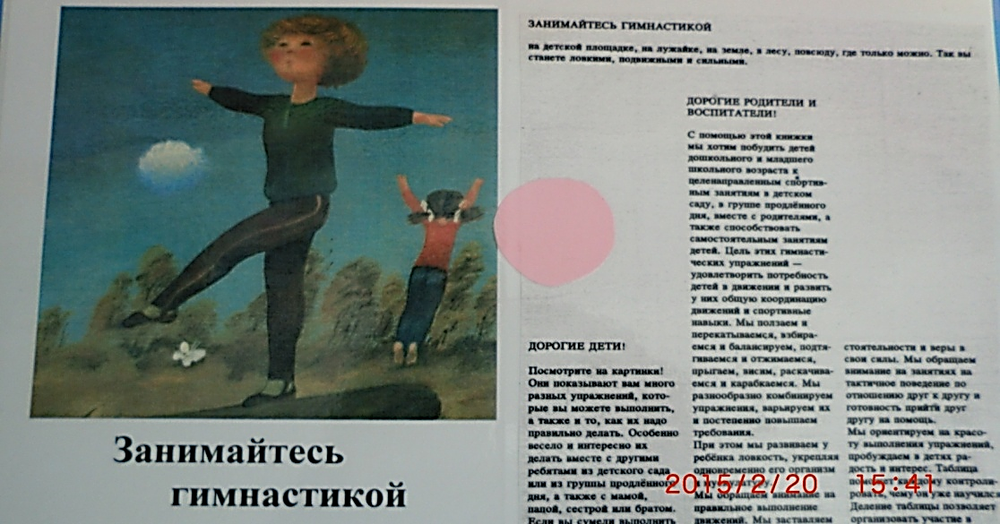 Занимайтесь
гимнастикой
ЗАНИМАЙТЕСЬ ГИМНАСТИКОЙ
на детской площадке, на лужайке, на земле, в лесу, повсюду, где только можно. Так вы
станете ловкими, подвижными и сильными.
ДОРОГИЕ ДЕТИ!
Посмотрите на картинки!
Они показывают вам много
разных упражнений, кото-
рые вы можете выполнить,
а также и то, как их надо
правильно делать. Особенно
весело и интересно их
делать вместе с другими
ребятами из детского сада
или из группы продлённого
дня, а также с мамой,
папой, сестрой или братом.
Если вы сумели выполнить
ДОРОГИЕ РОДИТЕЛИ И
ВОСПИТАТЕЛИ!
С помощью этой книжки
мы хотим побудить детей
дошкольного и младшего
школьного возраста к
целенаправленным спортив-
ным занятиям в детском
саду, в группе продлённого
дня, вместе с родителями, а
также способствовать
самостоятельным занятиям
детей. Цель этих гимнасти-
ческих упражнений —
удовлетворить потребность
детей в движении и развить
у них общую координацию
движений и спортивные
навыки. Мы ползаем и
перекатываемся, взбира-
емся и балансируем, подтя-
гиваемся и отжимаемся,
прыгаем, висим, раскачива-
емся и карабкаемся. Мы
разнообразно комбинируем
упражнения, варьируем их
и постепенно повышаем
требования.
При этом мы развиваем у
ребёнка ловкость, укрепляя
одновременно его организм
и мускулатуру.
Мы обращаем внимание на
правильное выполнение
движений. Мы заставляем
стоятельности и веры в
свои силы. Мы обращаем
внимание на занятиях на
тактичное поведение по
отношению друг к другу и
готовность прийти друг
другу на помощь.
Мы ориентируем на красо-
ту выполнения упражнений,
пробуждаем в детях ра-
дость и интерес. Таблица
каждому контроли-
ровать, чему он уже научился.
Деление таблицы позволяет
организовать участие в
2015/2/20 15:41